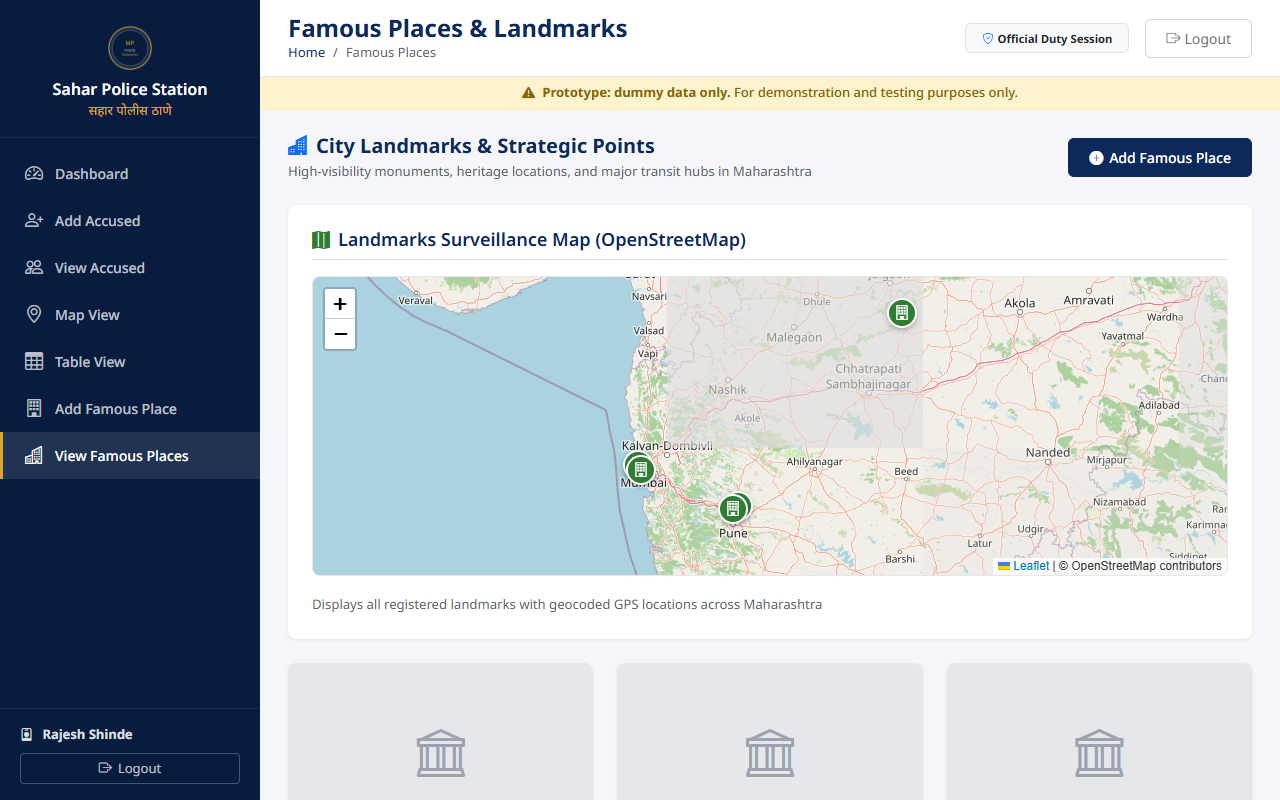 MP
Sahar Police Station
सहार पोलीस ठाणे
Dashboard
Add Accused
View Accused
Map View
Table View
Add Famous Place
View Famous Places
Rajesh Shinde
Logout
Famous Places & Landmarks
Home / Famous Places
Official Duty Session
Logout
Prototype: dummy data only. For demonstration and testing purposes only.
City Landmarks & Strategic Points
High-visibility monuments, heritage locations, and major transit hubs in Maharashtra
Add Famous Place
Landmarks Surveillance Map (OpenStreetMap)
+
−
Veraval
Navsari
Dhule
Akola
Amravati
Wardha
Valsad
Malegaon
Yavatmal
Vapi
Chhatrapati
Sambhajinagar
Nashik
Akole
Adilabad
Kalyan-Dombivli
Ahilyanagar
Beed
Nanded
Mirjapur
Mumbai
Nizamabad
Pune
Udgir
Latur
Barshi
Leaflet | © OpenStreetMap contributors
Displays all registered landmarks with geocoded GPS locations across Maharashtra